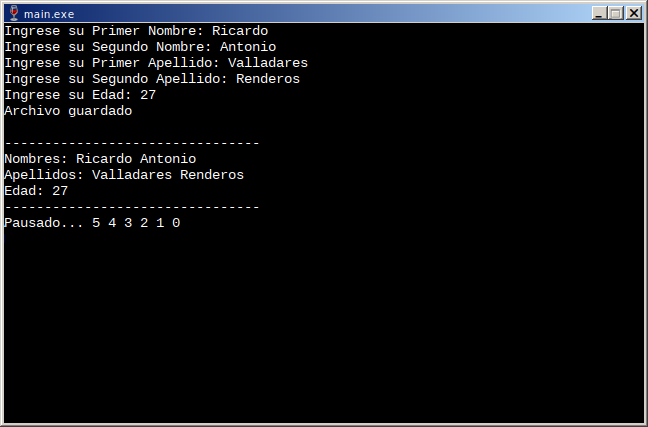 main.exe
Ingrese su Primer Nombre: Ricardo
Ingrese su Segundo Nombre: Antonio
Ingrese su Primer Apellido: Valladares
Ingrese su Segundo Apellido: Renderos
Ingrese su Edad: 27
Archivo guardado
--------------------------------
Nombres: Ricardo Antonio
Apellidos: Valladares Renderos
Edad: 27
--------------------------------
Pausado... 5 4 3 2 1 0